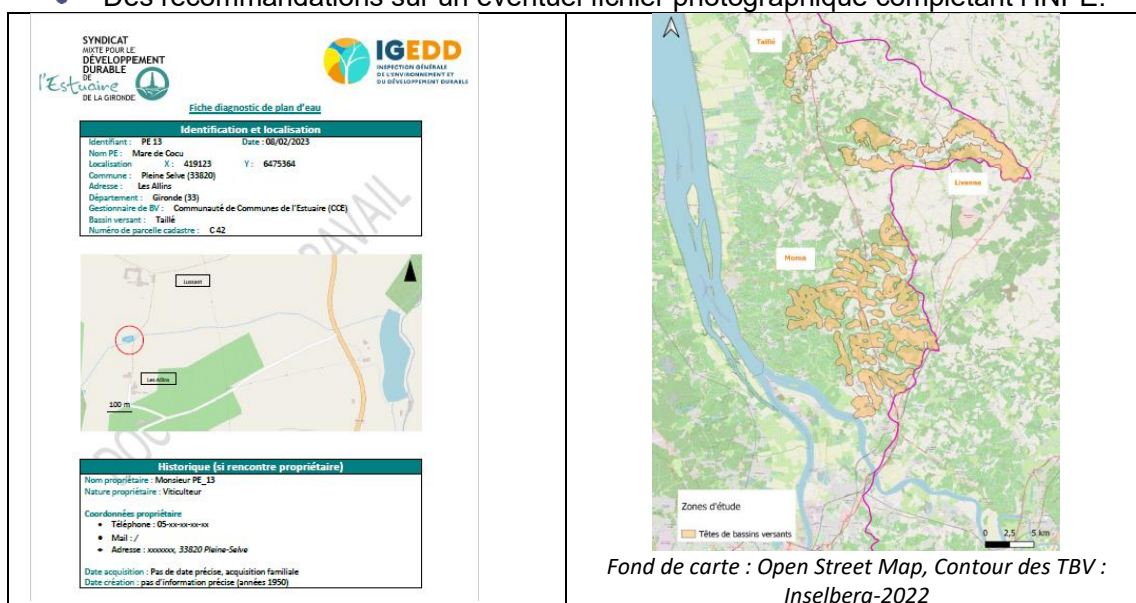 Des recommandations sur un éventuel fichier photographique complétant l'INPE.
SYNDICAT
MIXTE POUR LE
DÉVELOPPEMENT
DURABLE
DE
l'Estuaire
DE LA GIRONDE
IGEDD
INSPECTION GÉNÉRALE
DE L'ENVIRONNEMENT ET
DU DÉVELOPPEMENT DURABLE
Fiche diagnostic de plan d'eau
Identification et localisation
Identifiant : PE 13 Date : 08/02/2023
Nom PE : Mare de Cocu
Localisation X : 419123 Y : 6475364
Commune : Pleine Selve (33820)
Adresse : Les Allins
Département : Gironde (33)
Gestionnaire de BV : Communauté de Communes de l'Estuaire (CCE)
Bassin versant : Taillé
Numéro de parcelle cadastre : C 42
Lussant
Les Allins
100 m
Historique (si rencontre propriétaire)
Nom propriétaire : Monsieur PE_13
Nature propriétaire : Viticulteur
Coordonnées propriétaire
• Téléphone : 05-xx-xx-xx-xx
• Mail : /
• Adresse : xxxxxxx, 33820 Pleine-Selve
Date acquisition : Pas de date précise, acquisition familiale
Date création : pas d'information précise (années 1950)
Taillé
Livenne
Moron
Zones d'étude
Têtes de bassins versants
0 2,5 5 km
Fond de carte : Open Street Map, Contour des TBV :
Inselberg-2022